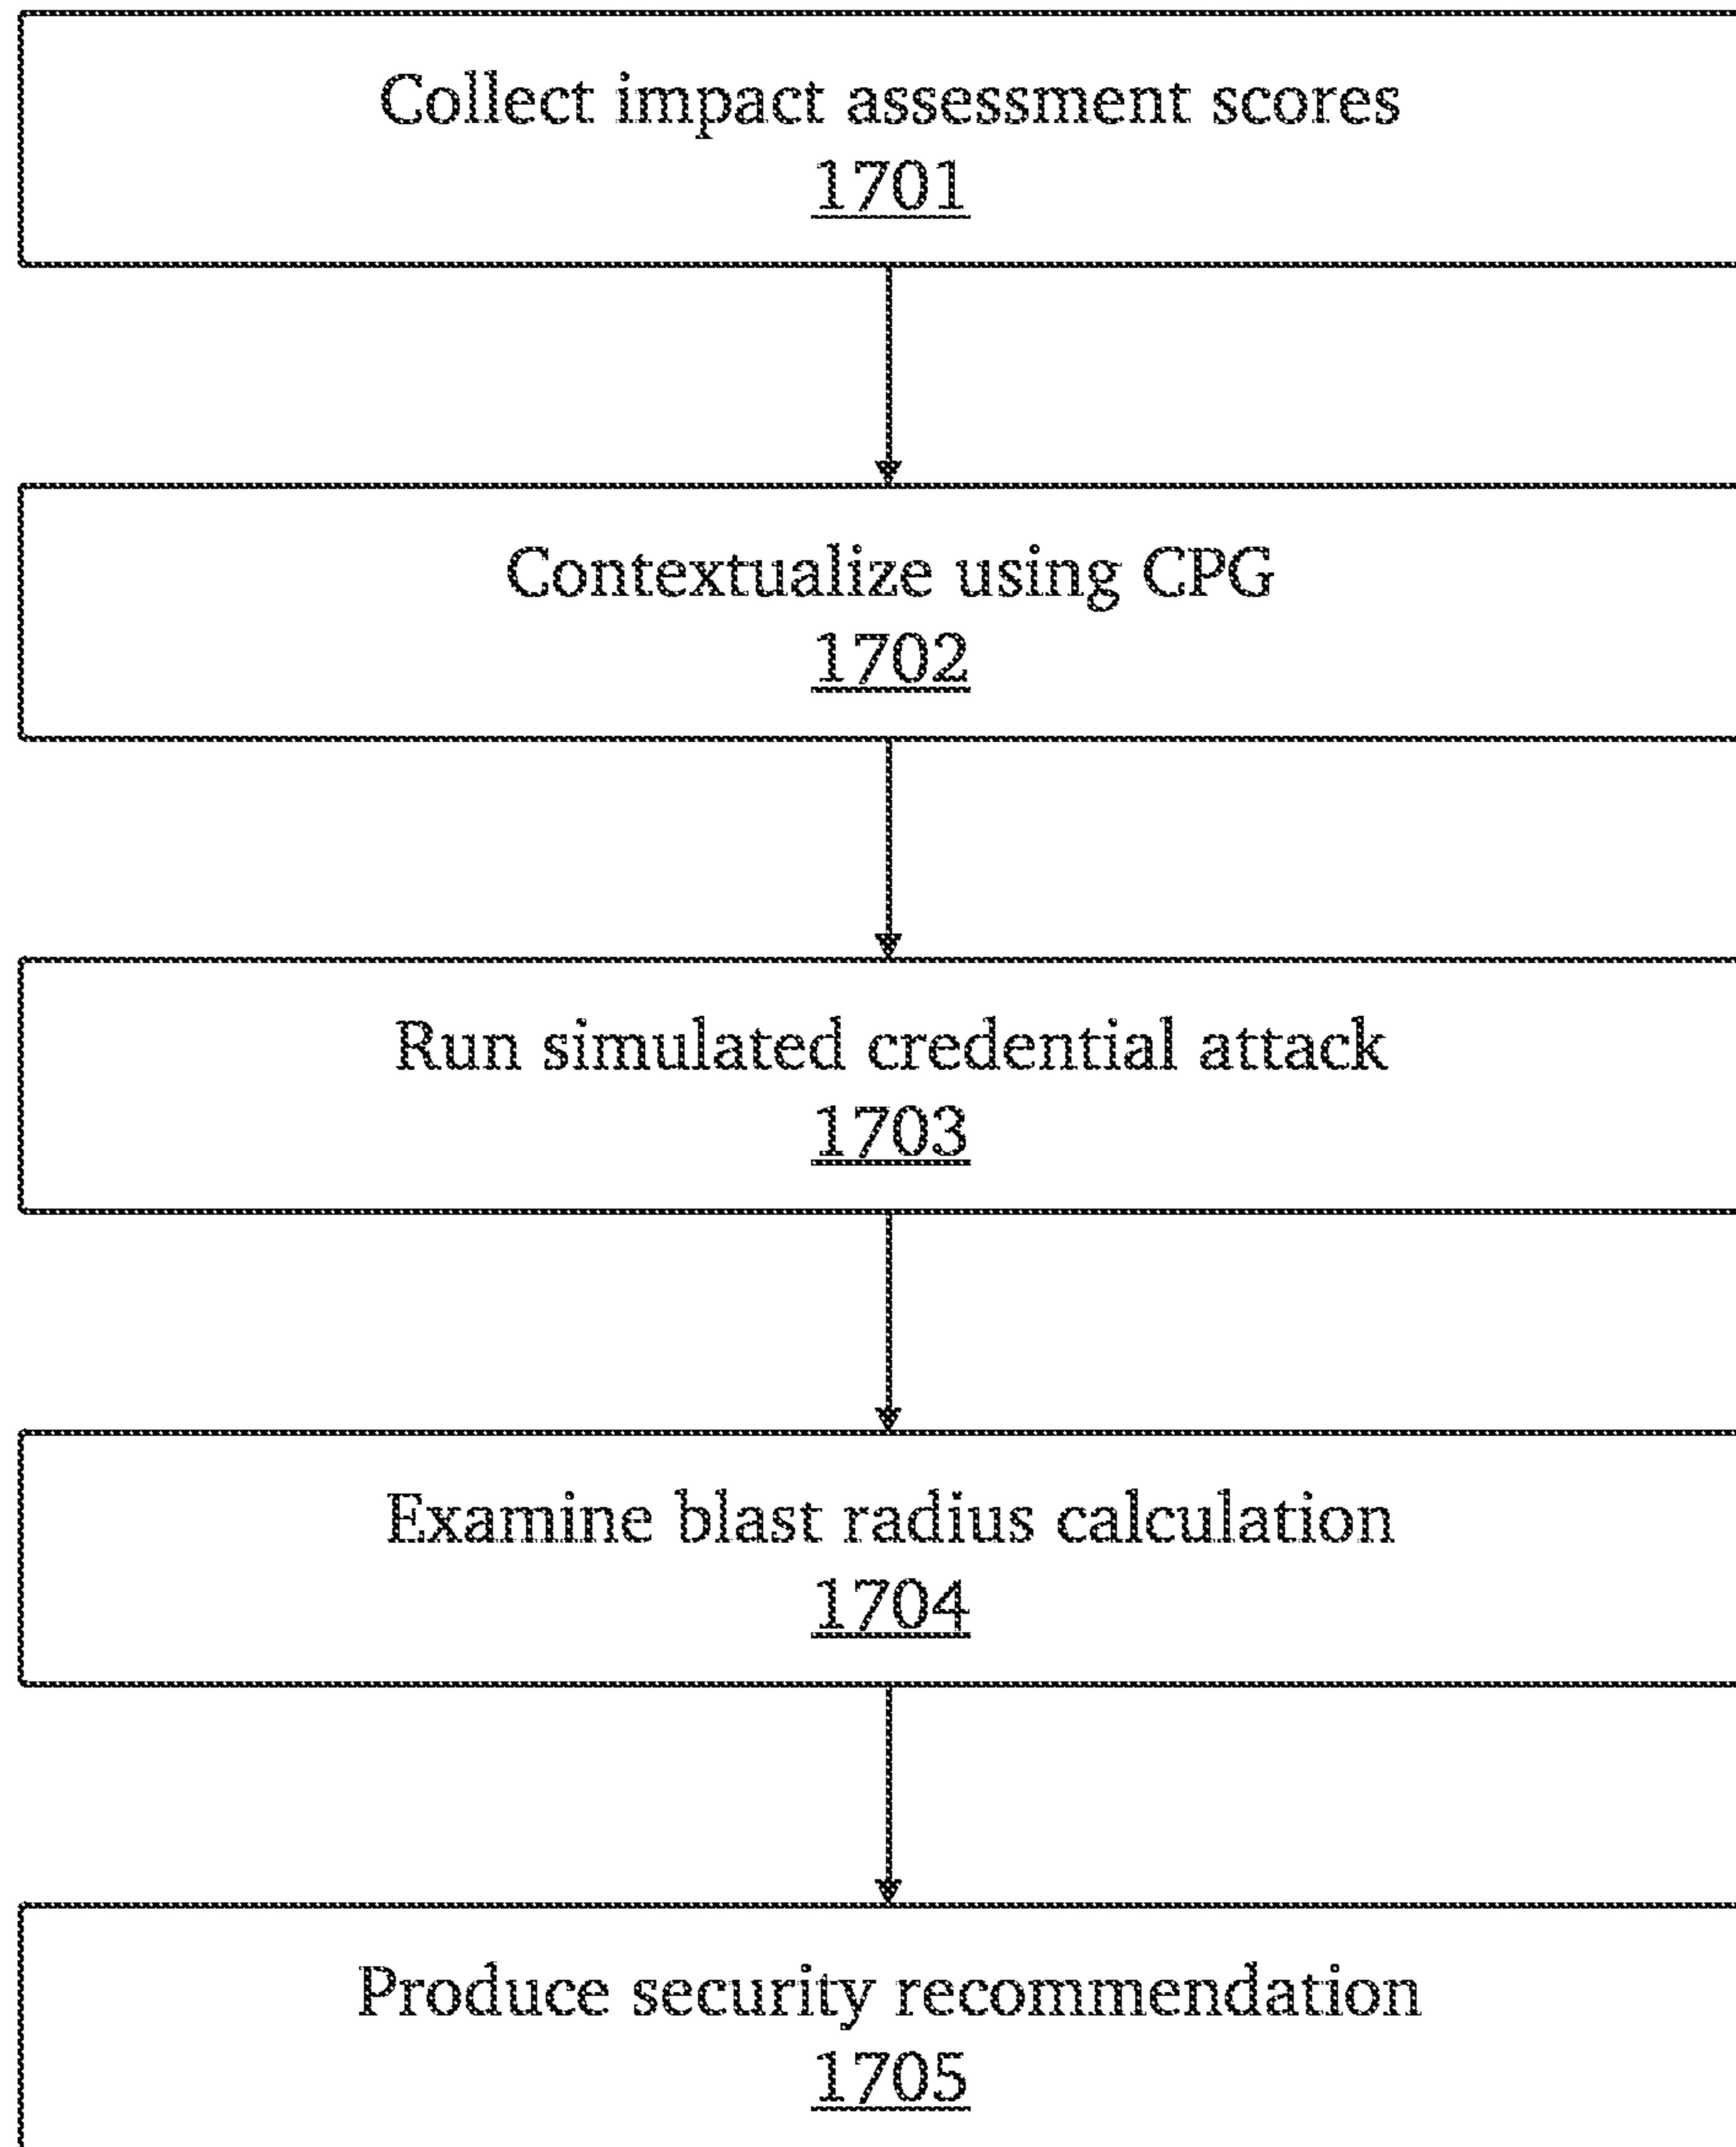 Collect impact assessment scores
1701
Contextualize using CPG
1702
Run simulated credential attack
1703
Examine blast radius calculation
1704
Produce security recommendation
1705